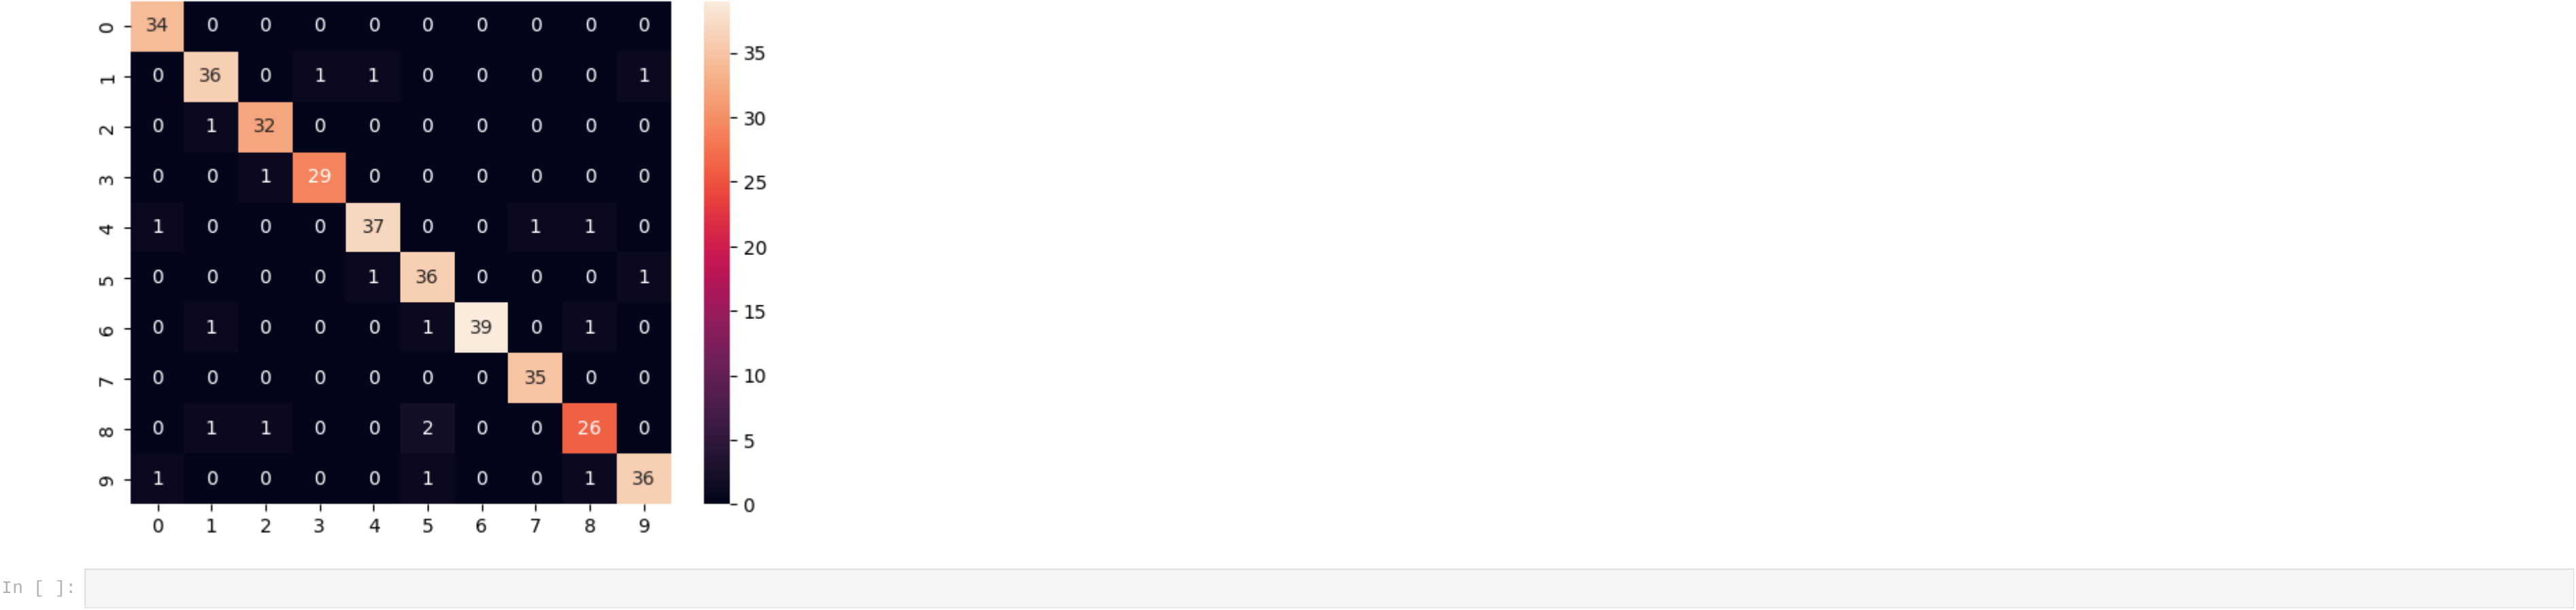 0 34 0 0 0 0 0 0 0 0 0
1 0 36 0 1 1 0 0 0 0 1
2 0 1 32 0 0 0 0 0 0 0
3 0 0 1 29 0 0 0 0 0 0
4 1 0 0 0 37 0 0 1 1 0
5 0 0 0 0 1 36 0 0 0 1
6 0 1 0 0 0 1 39 0 1 0
7 0 0 0 0 0 0 0 35 0 0
8 0 1 1 0 0 2 0 0 26 0
9 1 0 0 0 0 1 0 0 1 36
0 1 2 3 4 5 6 7 8 9
35
30
25
20
15
10
5
0
In [ ]: